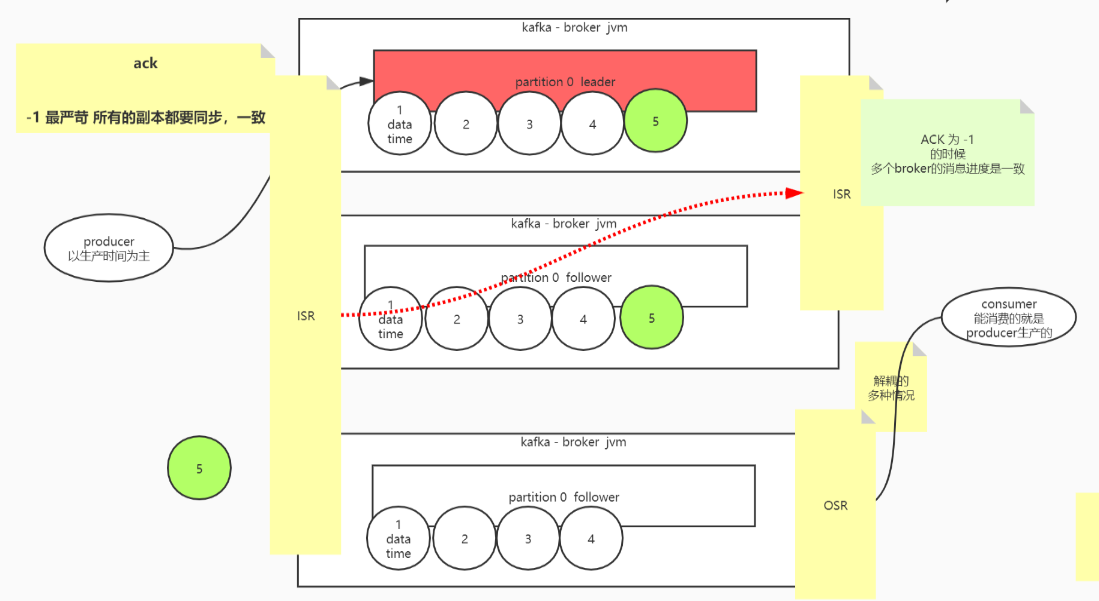 kafka - broker jvm
ack
-1 最严苛 所有的副本都要同步，一致
partition 0 leader
1
data
time
2
3
4
5
ACK 为 -1
的时候
多个broker的消息进度是一致
ISR
kafka - broker jvm
producer
以生产时间为主
partition 0 follower
1
data
time
2
3
4
5
ISR
consumer
能消费的就是
producer生产的
解耦的
多种情况
kafka - broker jvm
5
partition 0 follower
1
data
time
2
3
4
OSR